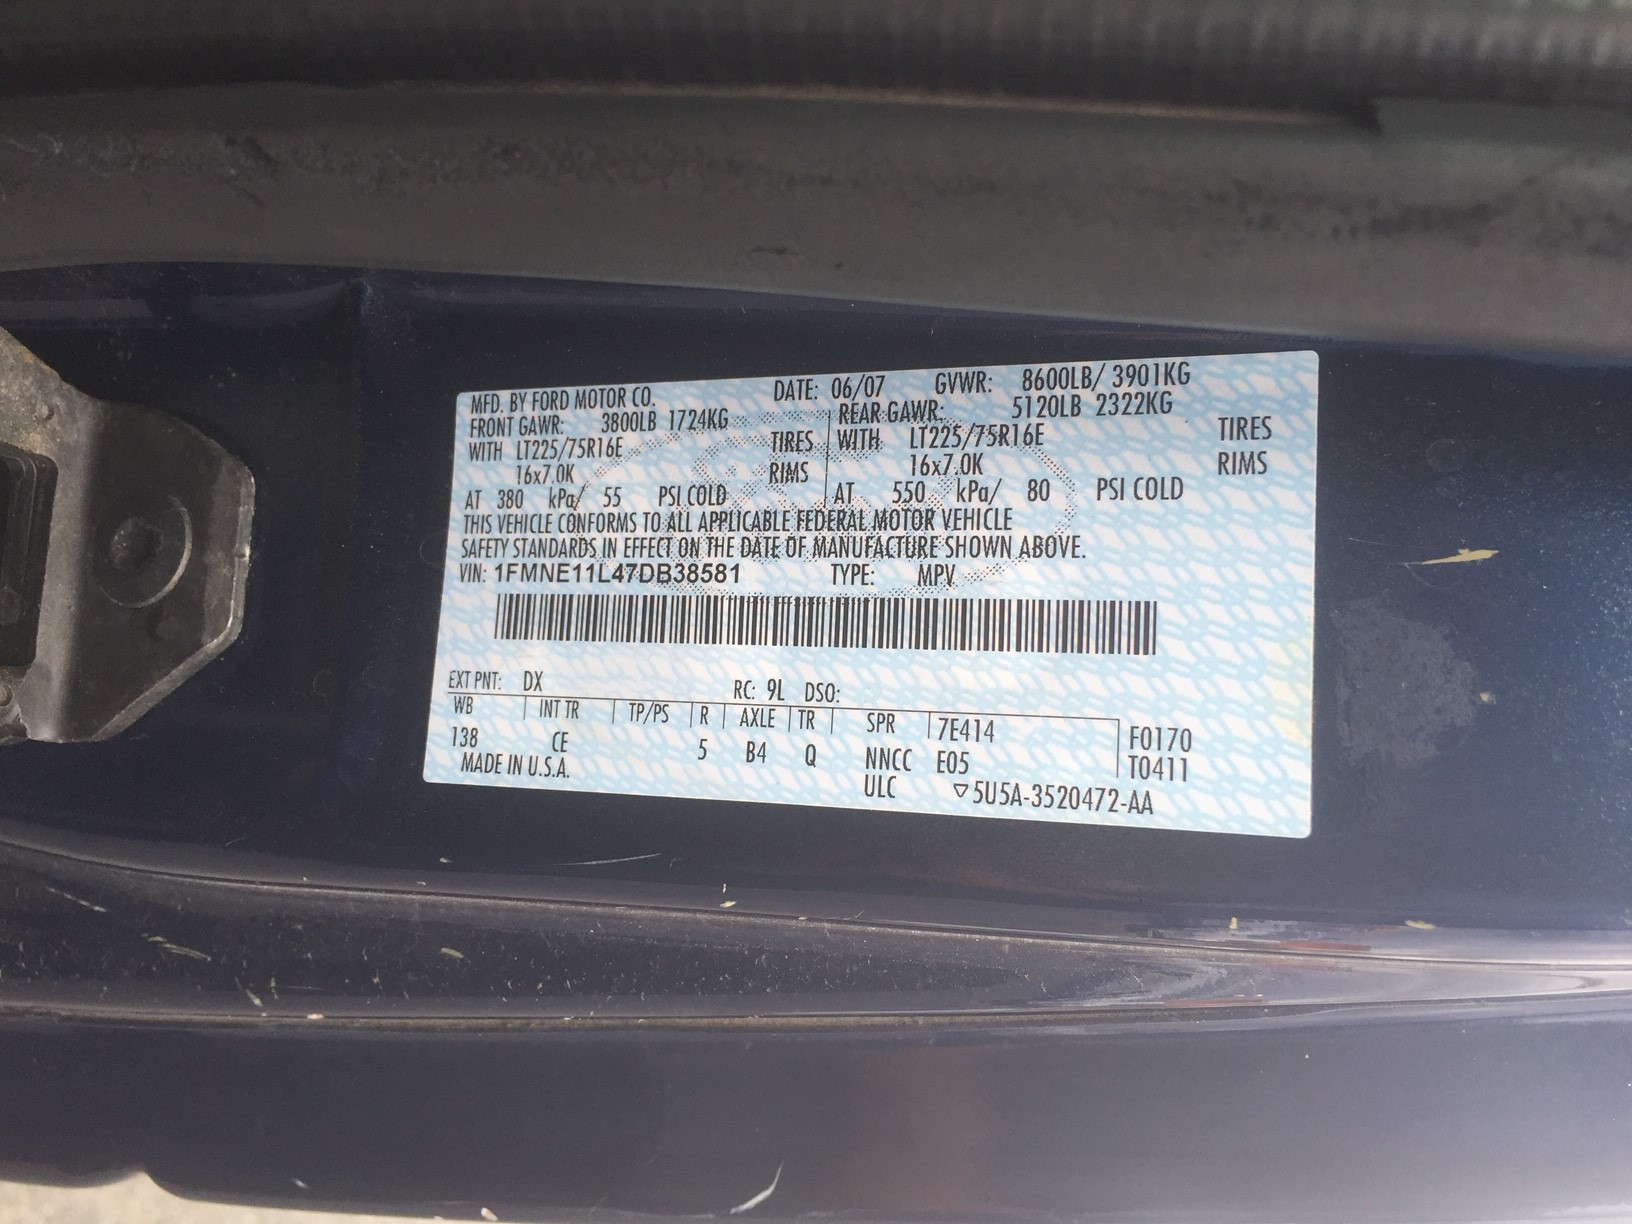 MFD. BY FORD MOTOR CO. DATE: 06/07 GVWR: 8600LB/ 3901KG
FRONT GAWR: 3800LB 1724KG REAR GAWR: 5120LB 2322KG
WITH LT225/75R16E TIRES WITH LT225/75R16E TIRES
16x7.0K RIMS 16x7.0K RIMS
AT 380 kPa/ 55 PSI COLD AT 550 kPa/ 80 PSI COLD
THIS VEHICLE CONFORMS TO ALL APPLICABLE FEDERAL MOTOR VEHICLE
SAFETY STANDARDS IN EFFECT ON THE DATE OF MANUFACTURE SHOWN ABOVE.
VIN: 1FMNE11L47DB38581 TYPE: MPV
EXT PNT: DX RC: 9L DSO:
WB INT TR TP/PS R AXLE TR SPR 7E414 F0170
138 CE 5 B4 Q NNCC E05 T0411
MADE IN U.S.A. ULC ▽5U5A-3520472-AA